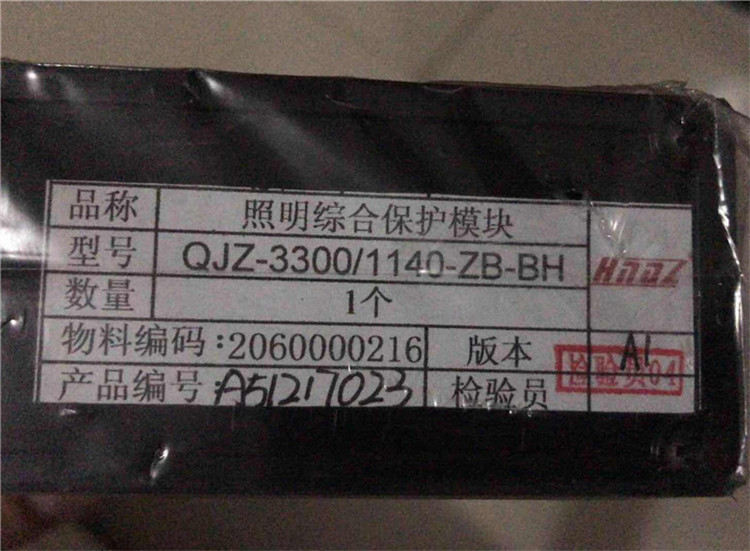 品称 照明综合保护模块
型号 QJZ-3300/1140-ZB-BH
数量 1个
物料编码:2060000216 版本 A1
产品编号:A51217023 检验员 检验员04